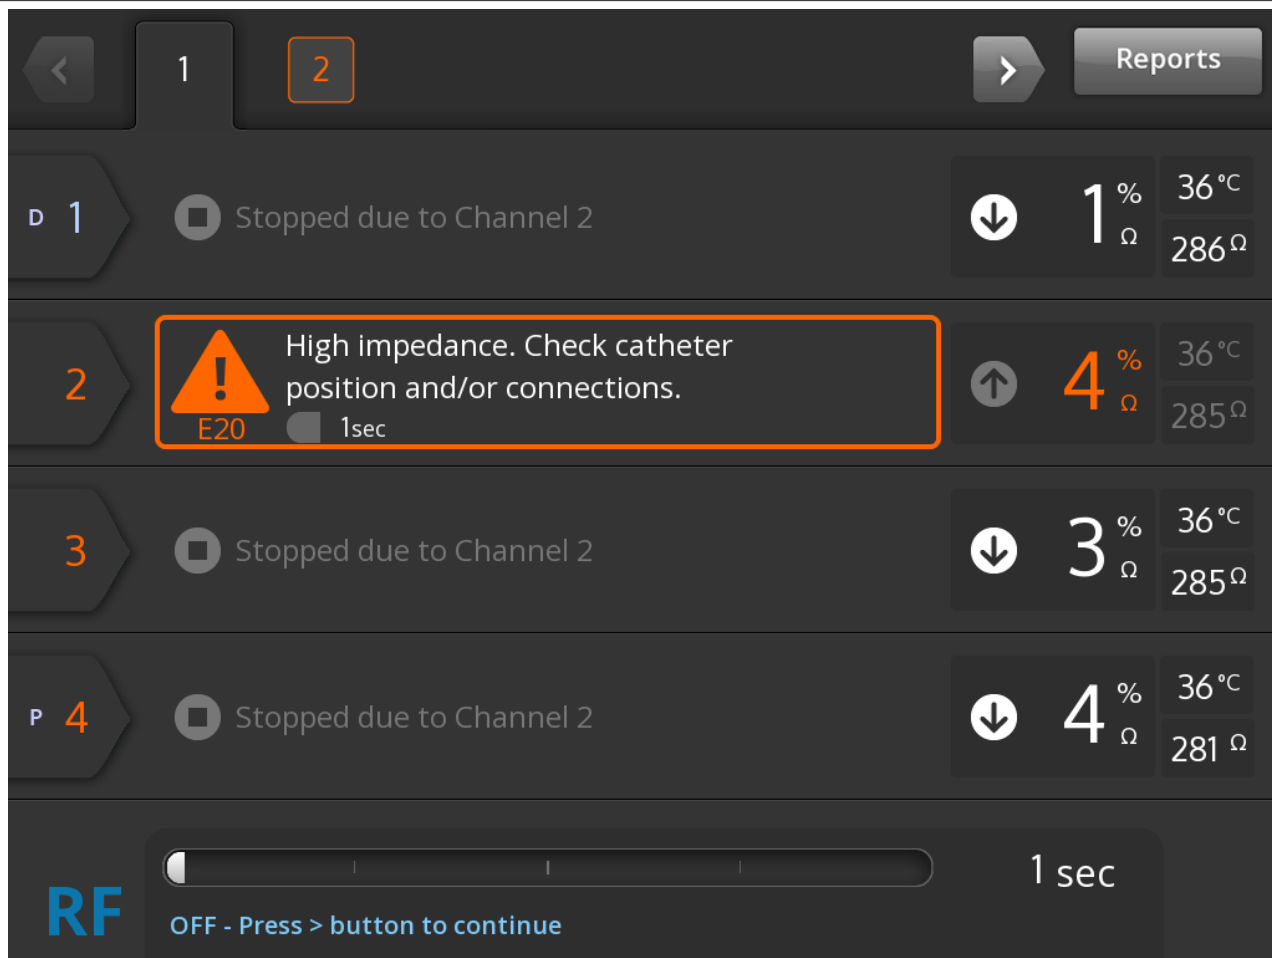 1
2
Reports
D 1
Stopped due to Channel 2
1 % Ω
36 °C
286 Ω
2
High impedance. Check catheter
position and/or connections.
E20
1sec
4 % Ω
36 °C
285 Ω
3
Stopped due to Channel 2
3 % Ω
36 °C
285 Ω
P 4
Stopped due to Channel 2
4 % Ω
36 °C
281 Ω
RF
1 sec
OFF - Press > button to continue